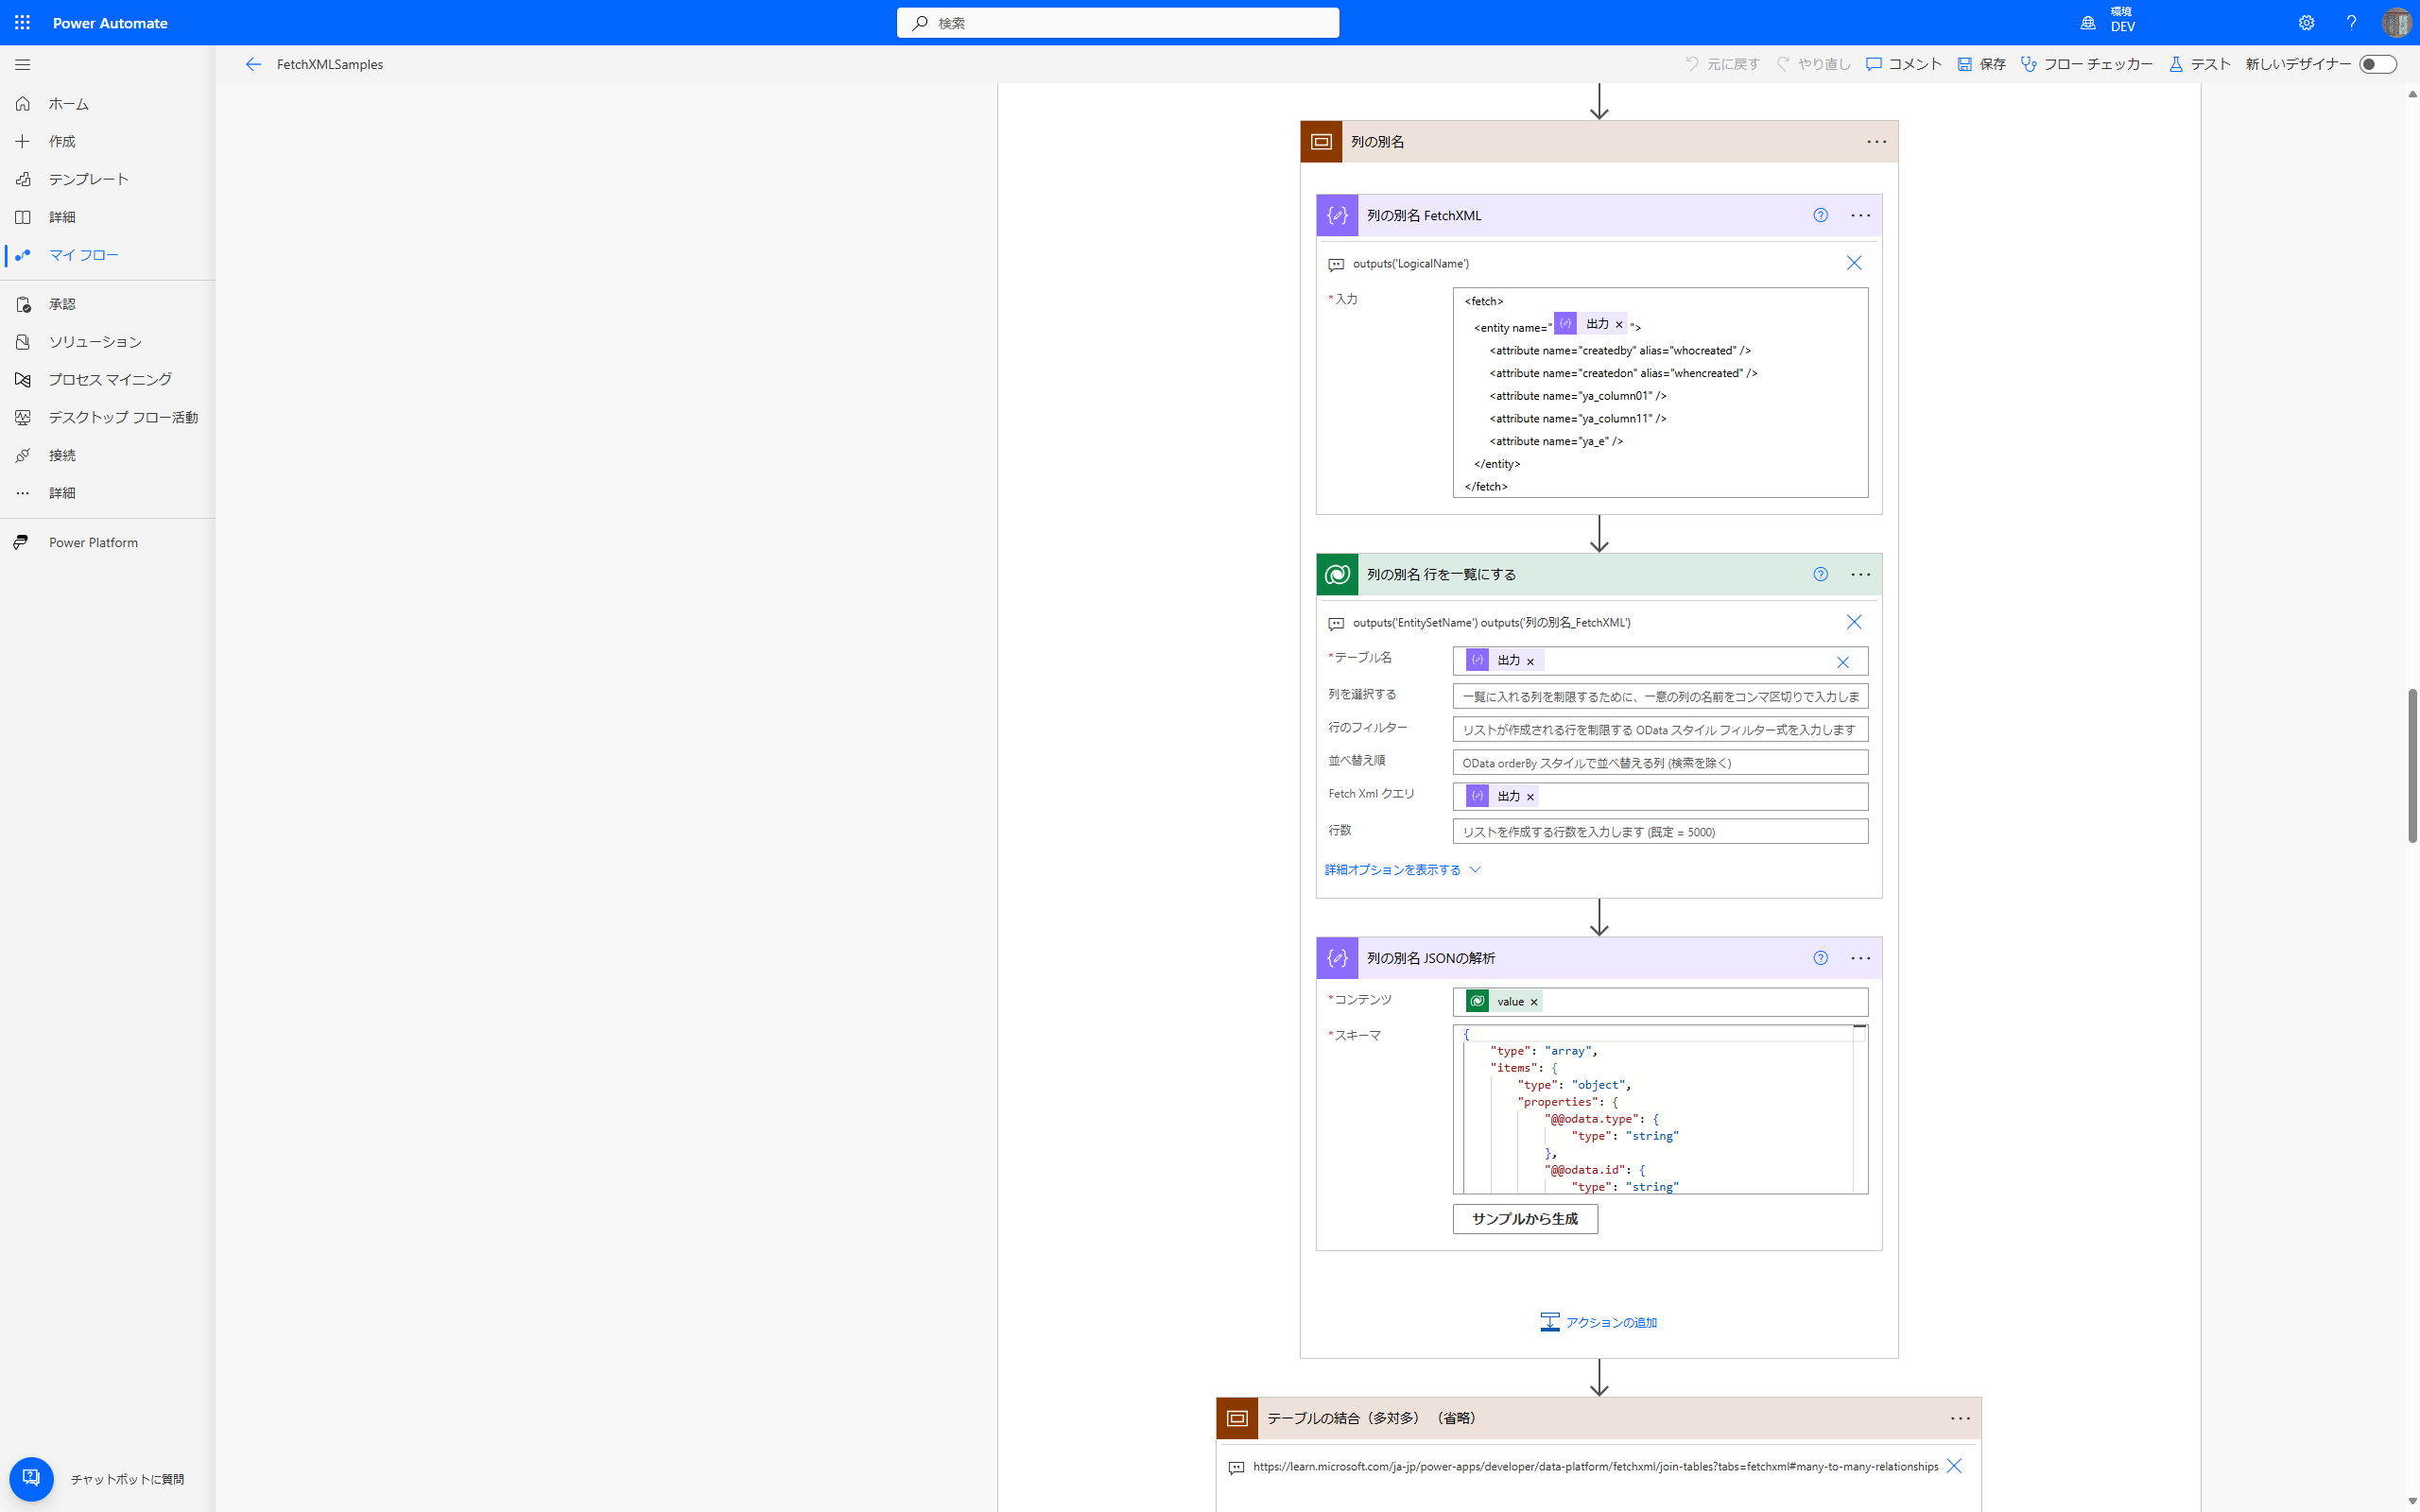 Power Automate
検索
環境
DEV
FetchXMLSamples
元に戻す
やり直し
コメント
保存
フロー チェッカー
テスト
新しいデザイナー
ホーム
作成
テンプレート
詳細
マイ フロー
承認
ソリューション
プロセス マイニング
デスクトップ フロー活動
接続
詳細
Power Platform
チャットボットに質問
列の別名
列の別名 FetchXML
outputs('LogicalName')
*入力
<fetch>
<entity name=" 出力 × ">
<attribute name="createdby" alias="whocreated" />
<attribute name="createdon" alias="whencreated" />
<attribute name="ya_column01" />
<attribute name="ya_column11" />
<attribute name="ya_e" />
</entity>
</fetch>
列の別名 行を一覧にする
outputs('EntitySetName') outputs('列の別名_FetchXML')
*テーブル名
出力 ×
列を選択する
一覧に入れる列を制限するために、一意の列の名前をコンマ区切りで入力しま
行のフィルター
リストが作成される行を制限する OData スタイル フィルター式を入力します
並べ替え順
OData orderBy スタイルで並べ替える列 (検索を除く)
Fetch Xml クエリ
出力 ×
行数
リストを作成する行数を入力します (既定 = 5000)
詳細オプションを表示する
列の別名 JSONの解析
*コンテンツ
value ×
*スキーマ
{
"type": "array",
"items": {
"type": "object",
"properties": {
"@@odata.type": {
"type": "string"
},
"@@odata.id": {
"type": "string"
サンプルから生成
アクションの追加
テーブルの結合（多対多）（省略）
https://learn.microsoft.com/ja-jp/power-apps/developer/data-platform/fetchxml/join-tables?tabs=fetchxml#many-to-many-relationships